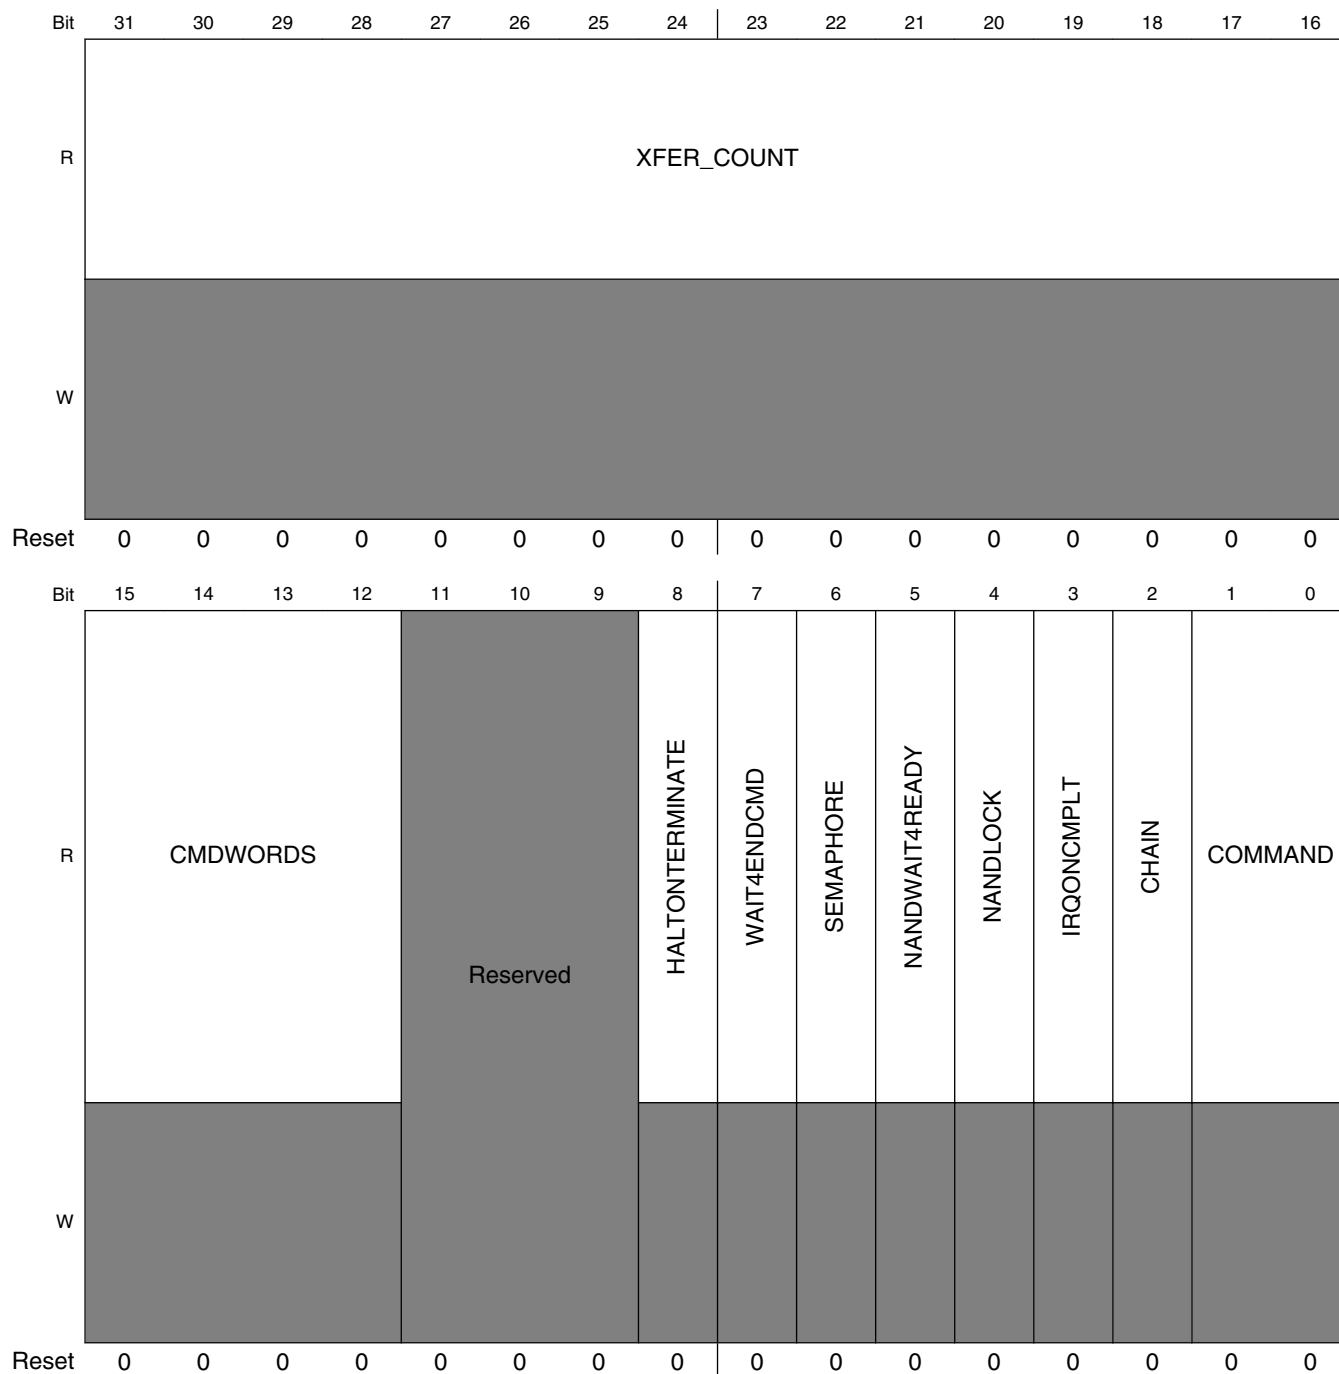 Bit 31 30 29 28 27 26 25 24 23 22 21 20 19 18 17 16
R XFER_COUNT
W
Reset 0 0 0 0 0 0 0 0 0 0 0 0 0 0 0 0
Bit 15 14 13 12 11 10 9 8 7 6 5 4 3 2 1 0
R CMDWORDS Reserved HALTONTERMINATE WAIT4ENDCMD SEMAPHORE NANDWAIT4READY NANDLOCK IRQONCMPLT CHAIN COMMAND
W
Reset 0 0 0 0 0 0 0 0 0 0 0 0 0 0 0 0